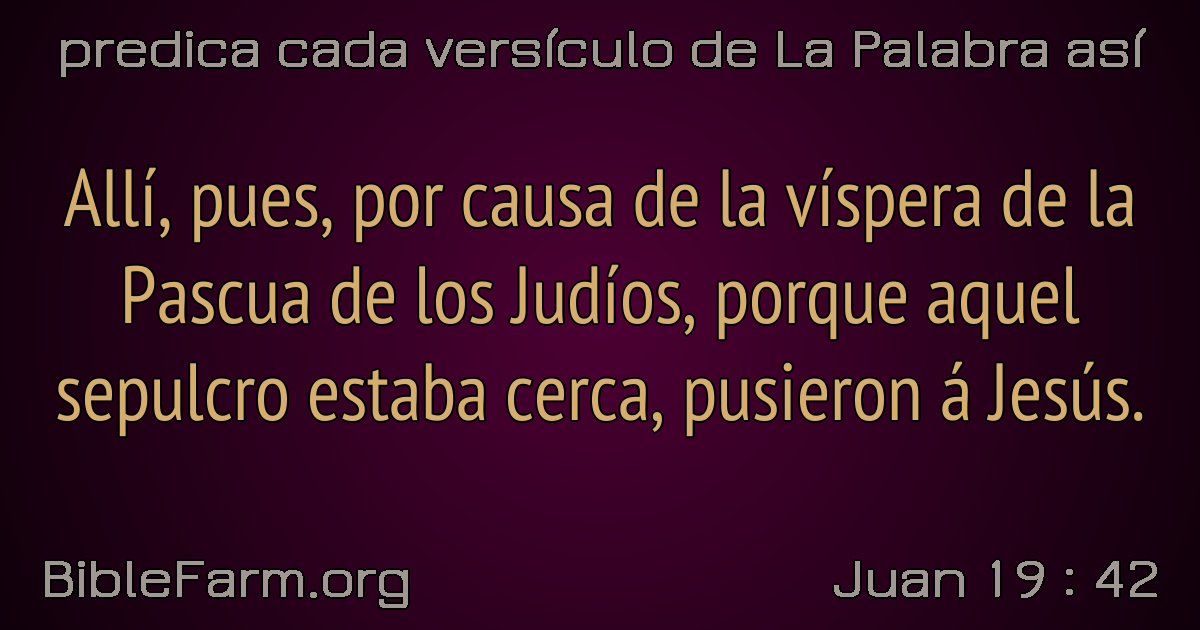 predica cada versículo de La Palabra así
Allí, pues, por causa de la víspera de la
Pascua de los Judíos, porque aquel
sepulcro estaba cerca, pusieron á Jesús.
BibleFarm.org
Juan 19 : 42